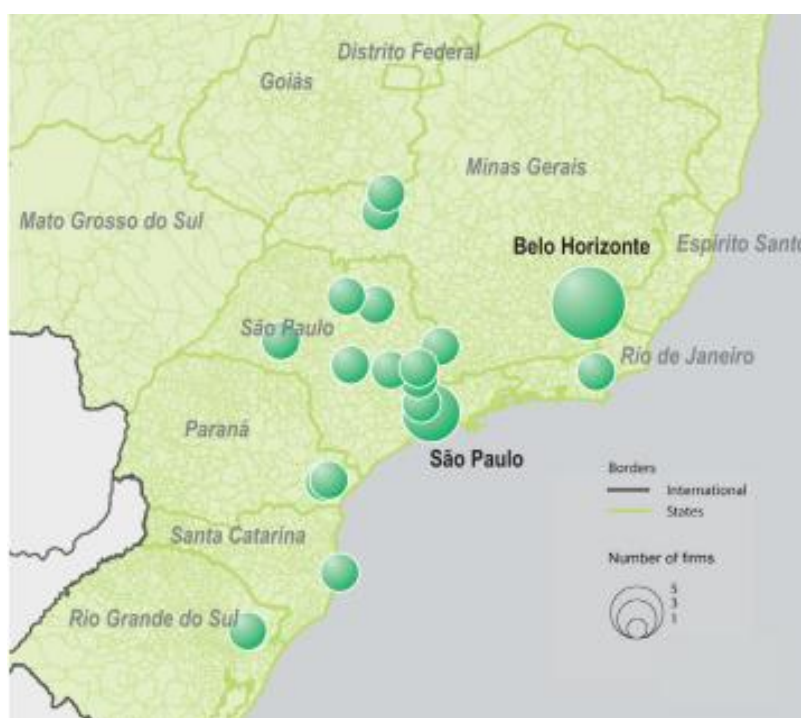 Distrito Federal
Goiás
Minas Gerais
Mato Grosso do Sul
Belo Horizonte
Espírito Santo
São Paulo
Rio de Janeiro
Paraná
São Paulo
Borders
International
States
Santa Catarina
Number of firms
5
3
1
Rio Grande do Sul